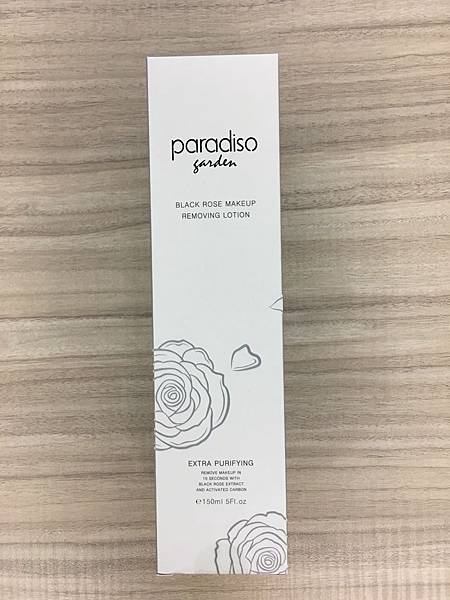 paradiso
garden
BLACK ROSE MAKEUP
REMOVING LOTION
EXTRA PURIFYING
REMOVE MAKEUP IN
15 SECONDS WITH
BLACK ROSE EXTRACT
AND ACTIVATED CARBON
℮150ml 5Fl.oz